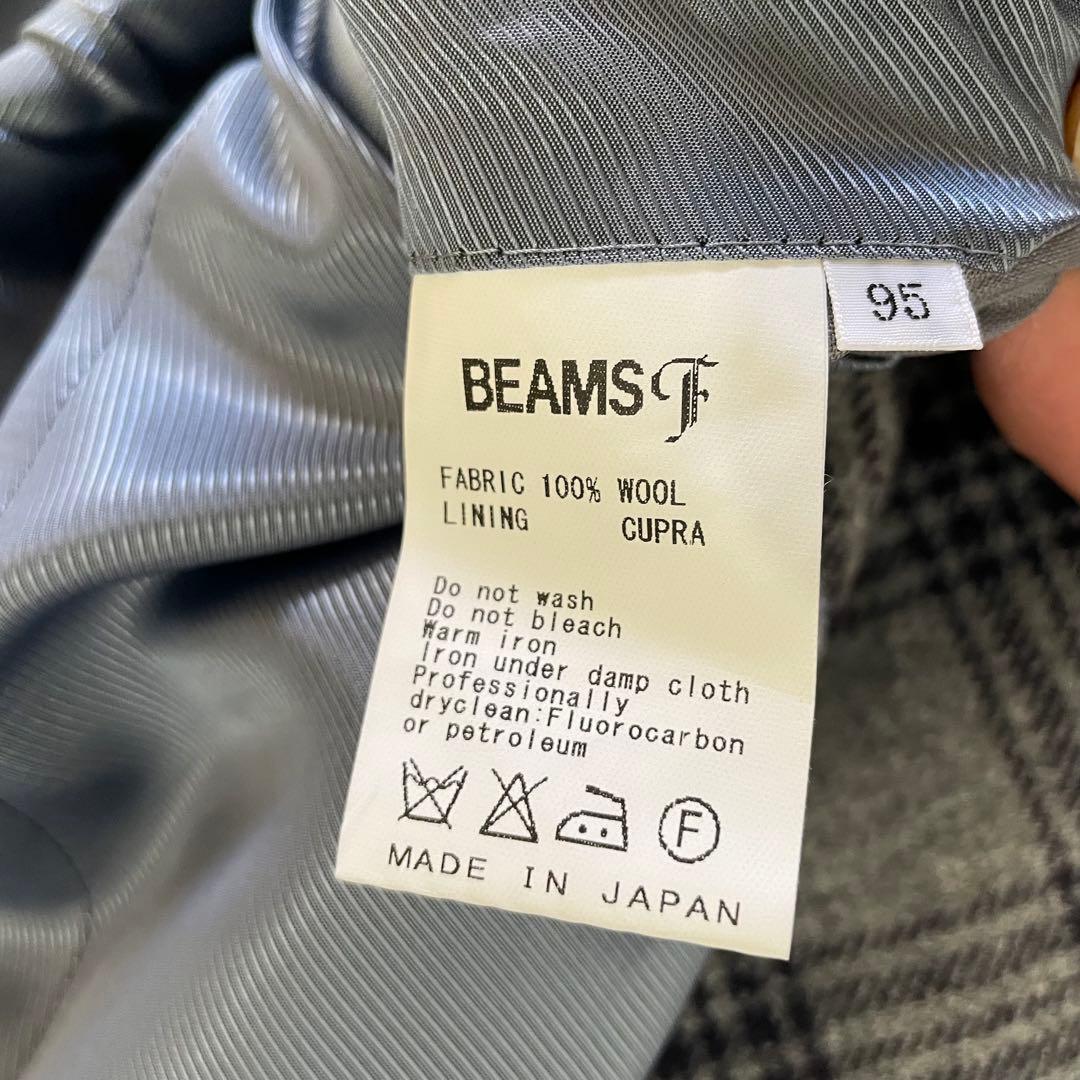 95
BEAMS F
FABRIC 100% WOOL
LINING CUPRA
Do not wash
Do not bleach
Warm iron
Iron under damp cloth
Professionally
dryclean:Fluorocarbon
or petroleum
F
MADE IN JAPAN